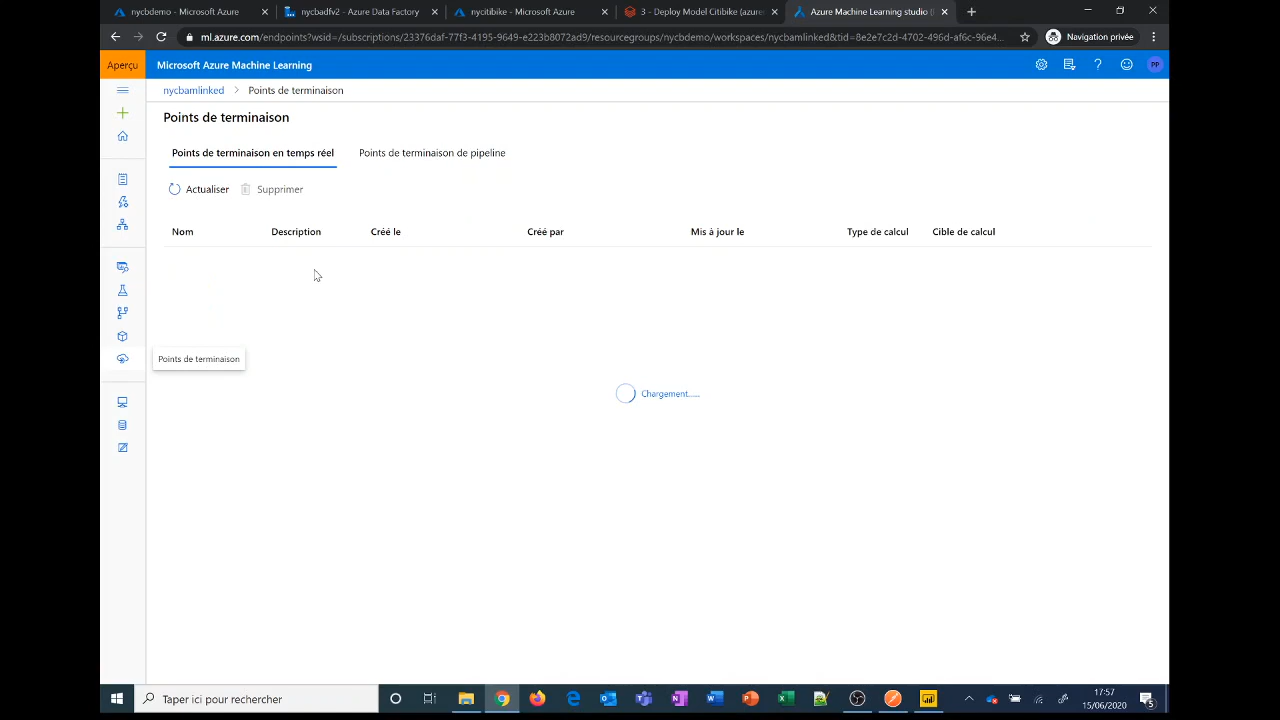 nycbdemo - Microsoft Azure
nycbadfv2 - Azure Data Factory
nycitibike - Microsoft Azure
3 - Deploy Model Citibike (azure
Azure Machine Learning studio (
ml.azure.com/endpoints?wsid=/subscriptions/23376daf-77f3-4195-9649-e223b8072ad9/resourcegroups/nycbdemo/workspaces/nycbamlinked&tid=8e2e7c2d-4702-496d-af6c-96e4...
Navigation privée
Aperçu
Microsoft Azure Machine Learning
PP
nycbamlinked > Points de terminaison
Points de terminaison
Points de terminaison en temps réel
Points de terminaison de pipeline
Actualiser
Supprimer
Nom
Description
Créé le
Créé par
Mis à jour le
Type de calcul
Cible de calcul
Points de terminaison
Chargement......
Taper ici pour rechercher
17:57
15/06/2020
5